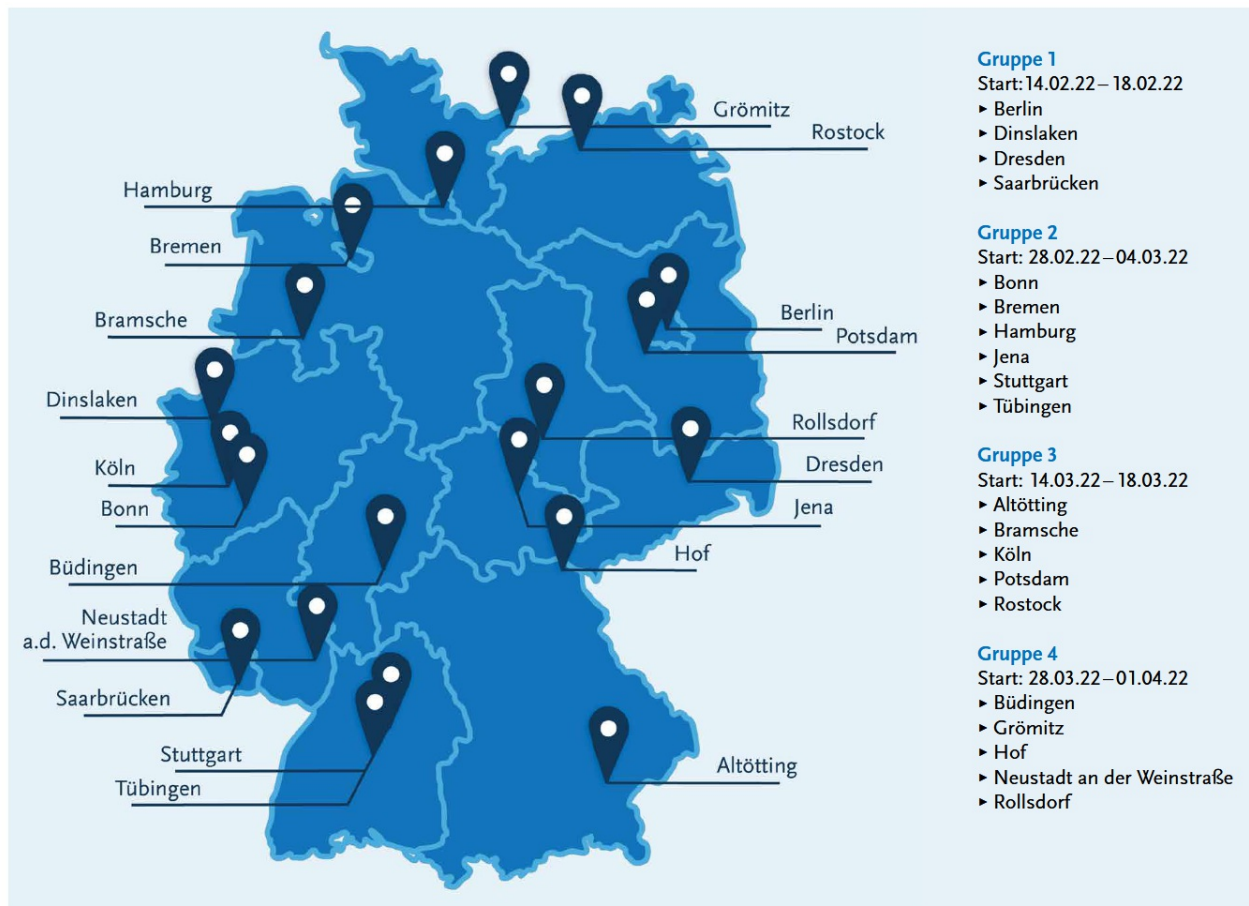 Grömitz
Rostock
Hamburg
Bremen
Bramsche
Berlin
Potsdam
Dinslaken
Rollsdorf
Köln
Dresden
Bonn
Jena
Büdingen
Hof
Neustadt
a.d. Weinstraße
Saarbrücken
Stuttgart
Tübingen
Altötting
Gruppe 1
Start:14.02.22–18.02.22
▸ Berlin
▸ Dinslaken
▸ Dresden
▸ Saarbrücken
Gruppe 2
Start: 28.02.22–04.03.22
▸ Bonn
▸ Bremen
▸ Hamburg
▸ Jena
▸ Stuttgart
▸ Tübingen
Gruppe 3
Start: 14.03.22–18.03.22
▸ Altötting
▸ Bramsche
▸ Köln
▸ Potsdam
▸ Rostock
Gruppe 4
Start: 28.03.22–01.04.22
▸ Büdingen
▸ Grömitz
▸ Hof
▸ Neustadt an der Weinstraße
▸ Rollsdorf